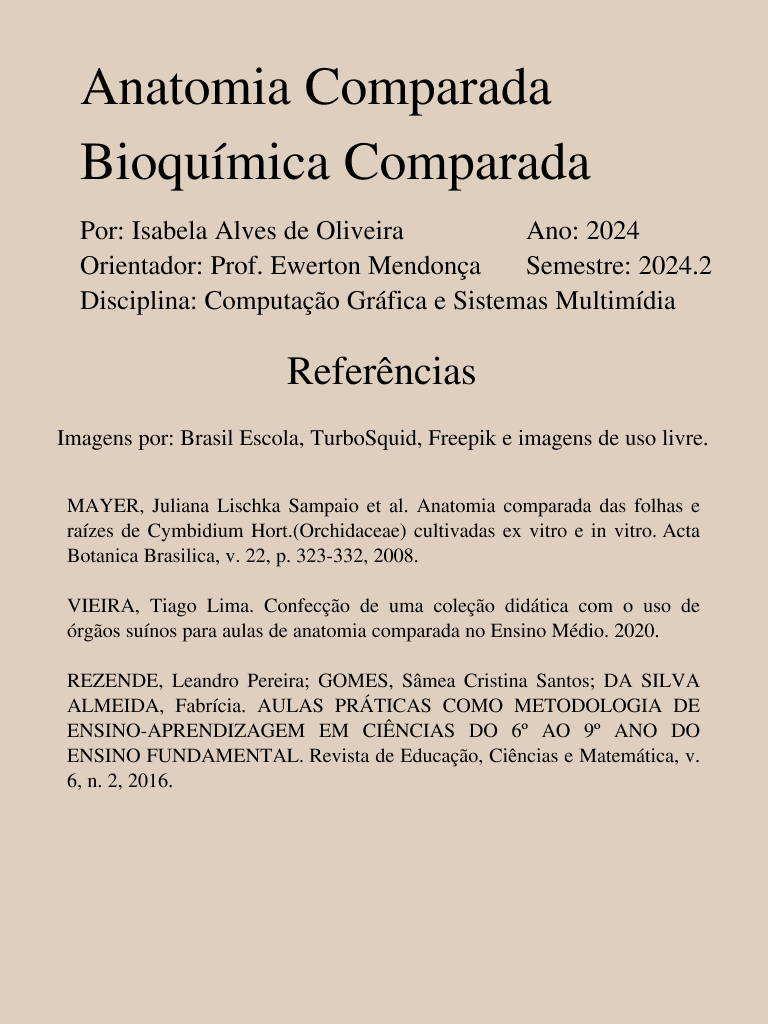 Anatomia Comparada
Bioquímica Comparada
Por: Isabela Alves de Oliveira Ano: 2024
Orientador: Prof. Ewerton Mendonça Semestre: 2024.2
Disciplina: Computação Gráfica e Sistemas Multimídia
Referências
Imagens por: Brasil Escola, TurboSquid, Freepik e imagens de uso livre.
MAYER, Juliana Lischka Sampaio et al. Anatomia comparada das folhas e
raízes de Cymbidium Hort.(Orchidaceae) cultivadas ex vitro e in vitro. Acta
Botanica Brasilica, v. 22, p. 323-332, 2008.
VIEIRA, Tiago Lima. Confecção de uma coleção didática com o uso de
órgãos suínos para aulas de anatomia comparada no Ensino Médio. 2020.
REZENDE, Leandro Pereira; GOMES, Sâmea Cristina Santos; DA SILVA
ALMEIDA, Fabrícia. AULAS PRÁTICAS COMO METODOLOGIA DE
ENSINO-APRENDIZAGEM EM CIÊNCIAS DO 6º AO 9º ANO DO
ENSINO FUNDAMENTAL. Revista de Educação, Ciências e Matemática, v.
6, n. 2, 2016.